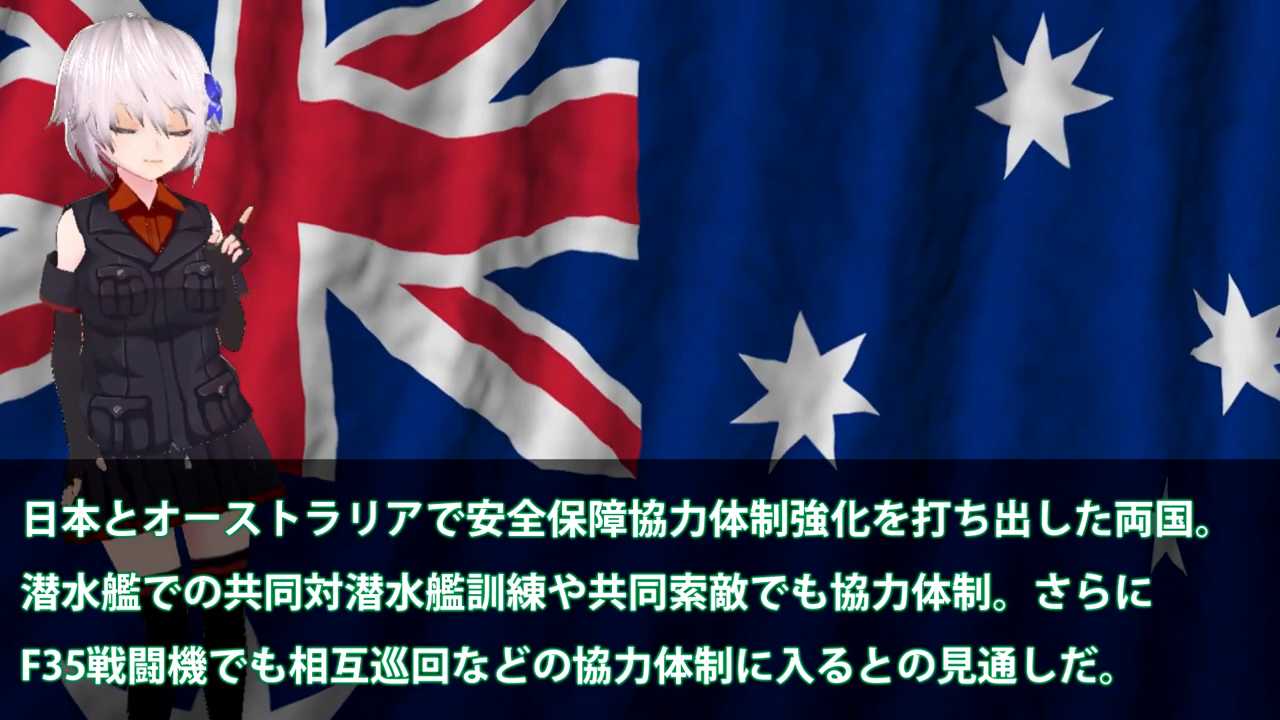 日本とオーストラリアで安全保障協力体制強化を打ち出した両国。
潜水艦での共同対潜水艦訓練や共同索敵でも協力体制。さらに
F35戦闘機でも相互巡回などの協力体制に入るとの見通しだ。